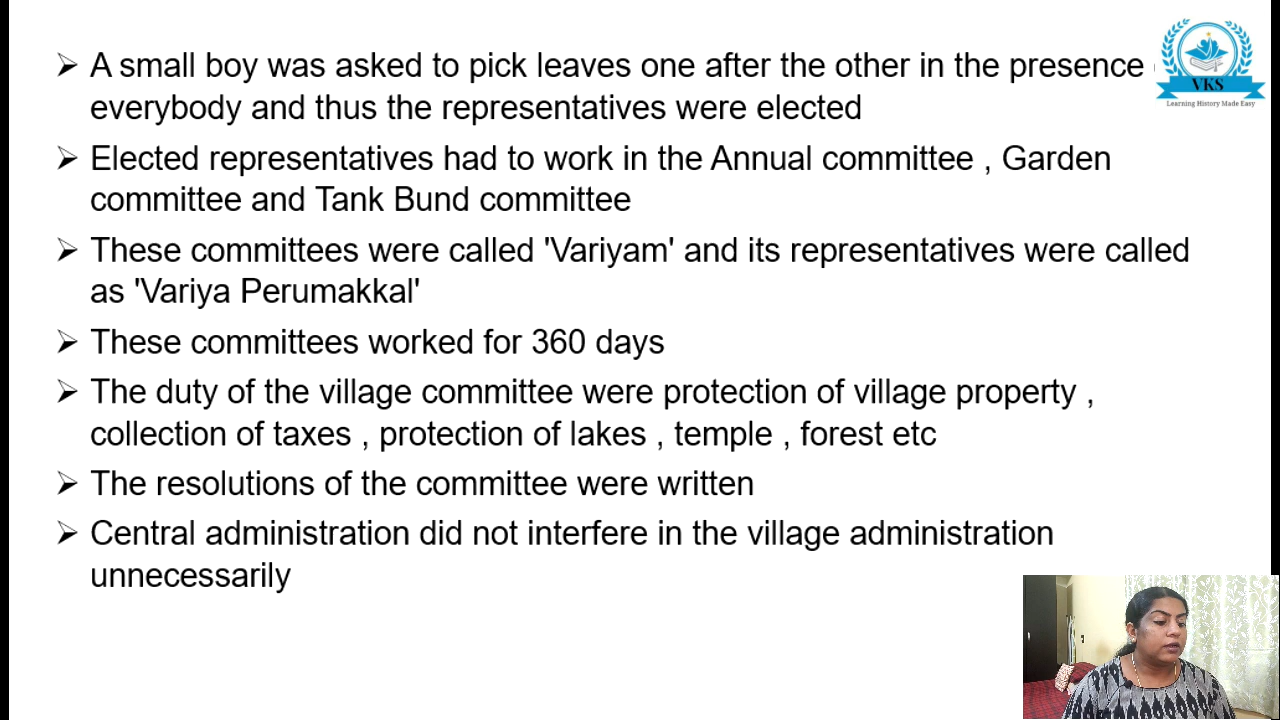 ➢ A small boy was asked to pick leaves one after the other in the presence
everybody and thus the representatives were elected
➢ Elected representatives had to work in the Annual committee , Garden
committee and Tank Bund committee
➢ These committees were called 'Variyam' and its representatives were called
as 'Variya Perumakkal'
➢ These committees worked for 360 days
➢ The duty of the village committee were protection of village property ,
collection of taxes , protection of lakes , temple , forest etc
➢ The resolutions of the committee were written
➢ Central administration did not interfere in the village administration
unnecessarily
VKS
Learning History Made Easy